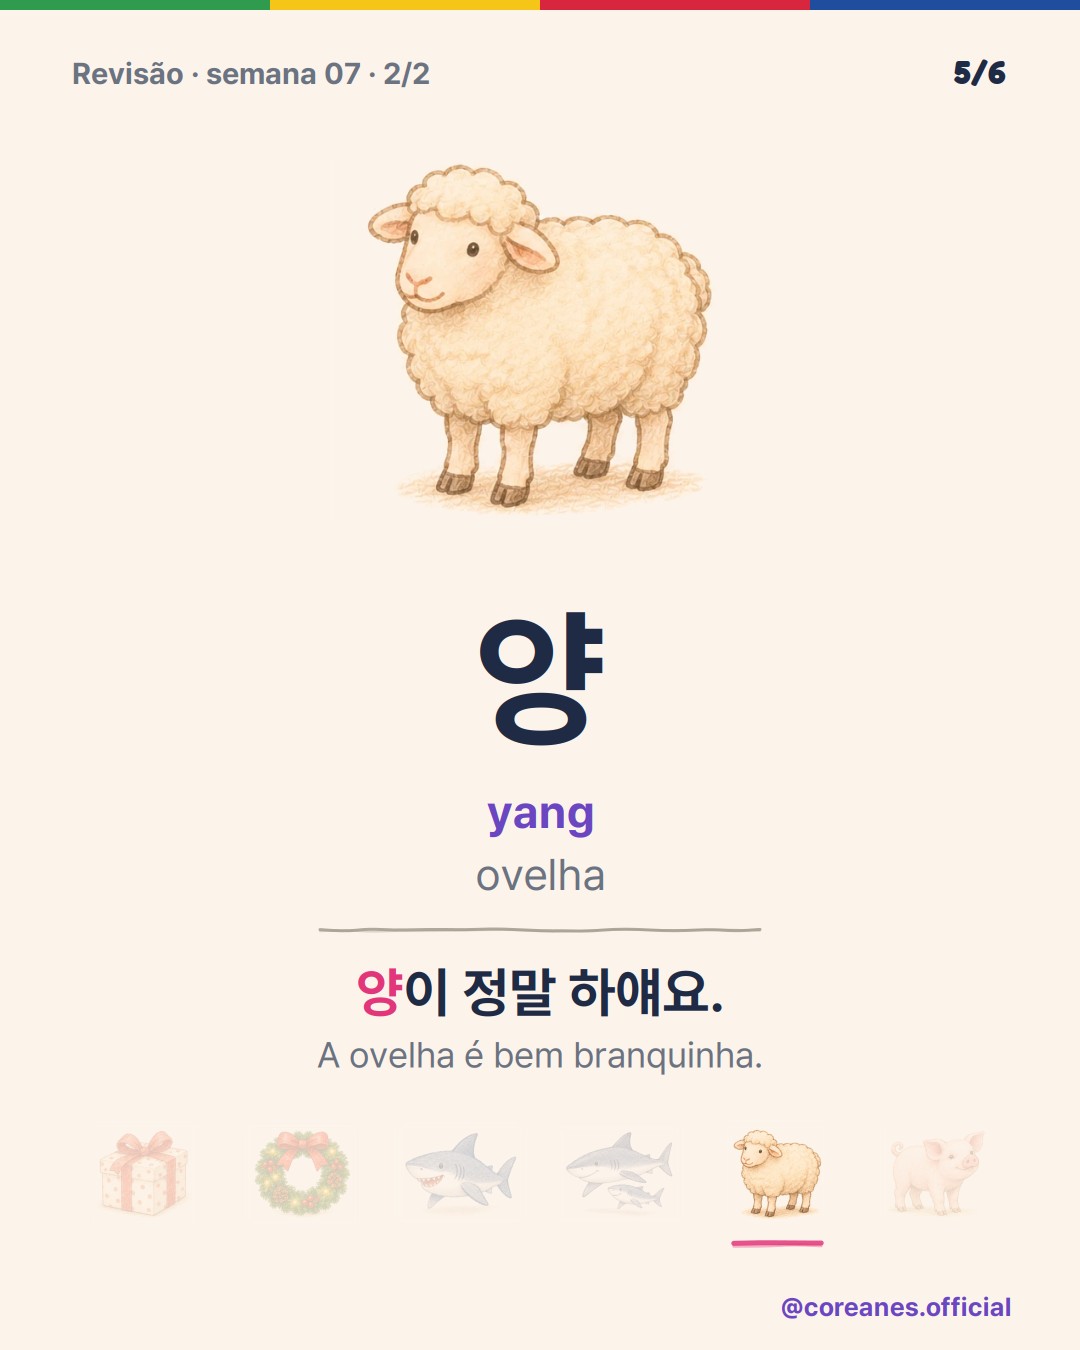 Revisão · semana 07 · 2/2
5/6
양
yang
ovelha
양이 정말 하얘요.
A ovelha é bem branquinha.
@coreanes.official